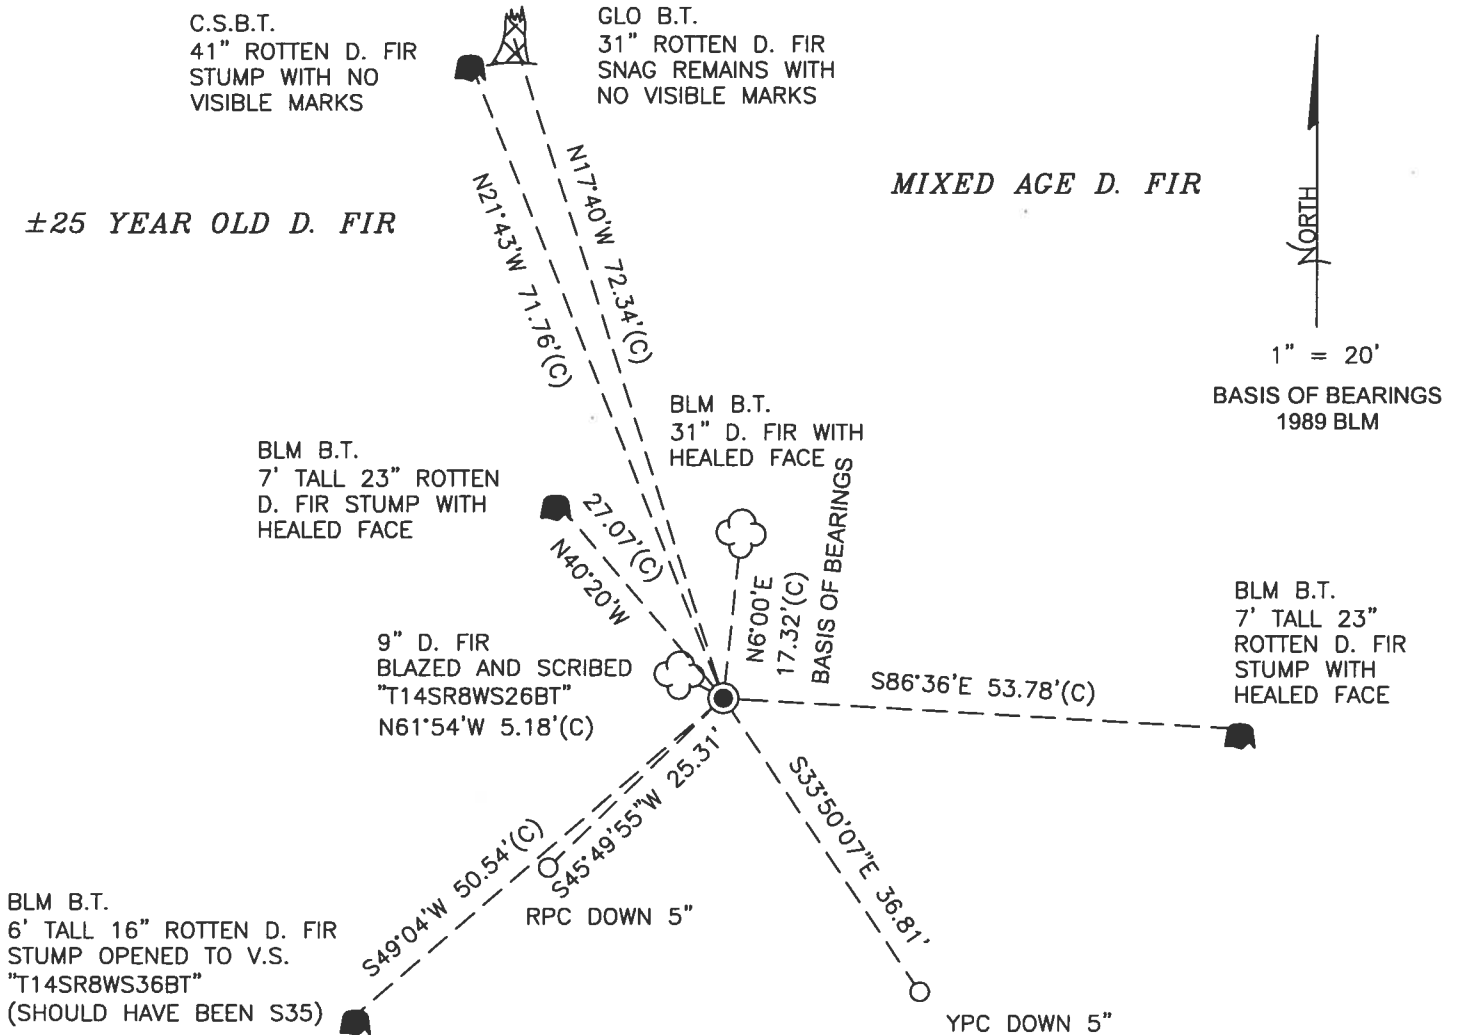 C.S.B.T.
41" ROTTEN D. FIR
STUMP WITH NO
VISIBLE MARKS
GLO B.T.
31" ROTTEN D. FIR
SNAG REMAINS WITH
NO VISIBLE MARKS
N17°40'W 72.34'(C)
N21°43'W 71.76'(C)
MIXED AGE D. FIR
±25 YEAR OLD D. FIR
NORTH
1" = 20'
BASIS OF BEARINGS
1989 BLM
BLM B.T.
31" D. FIR WITH
HEALED FACE
BLM B.T.
7' TALL 23" ROTTEN
D. FIR STUMP WITH
HEALED FACE
27.07'(C)
N40°20'W
N6°00'E
17.32'(C)
BASIS OF BEARINGS
BLM B.T.
7' TALL 23"
ROTTEN D. FIR
STUMP WITH
HEALED FACE
9" D. FIR
BLAZED AND SCRIBED
"T14SR8WS26BT"
N61°54'W 5.18'(C)
S86°36'E 53.78'(C)
S45°49'55"W 25.31'
S33°50'07"E 36.81'
S49°04'W 50.54'(C)
RPC DOWN 5"
BLM B.T.
6' TALL 16" ROTTEN D. FIR
STUMP OPENED TO V.S.
"T14SR8WS36BT"
(SHOULD HAVE BEEN S35)
YPC DOWN 5"